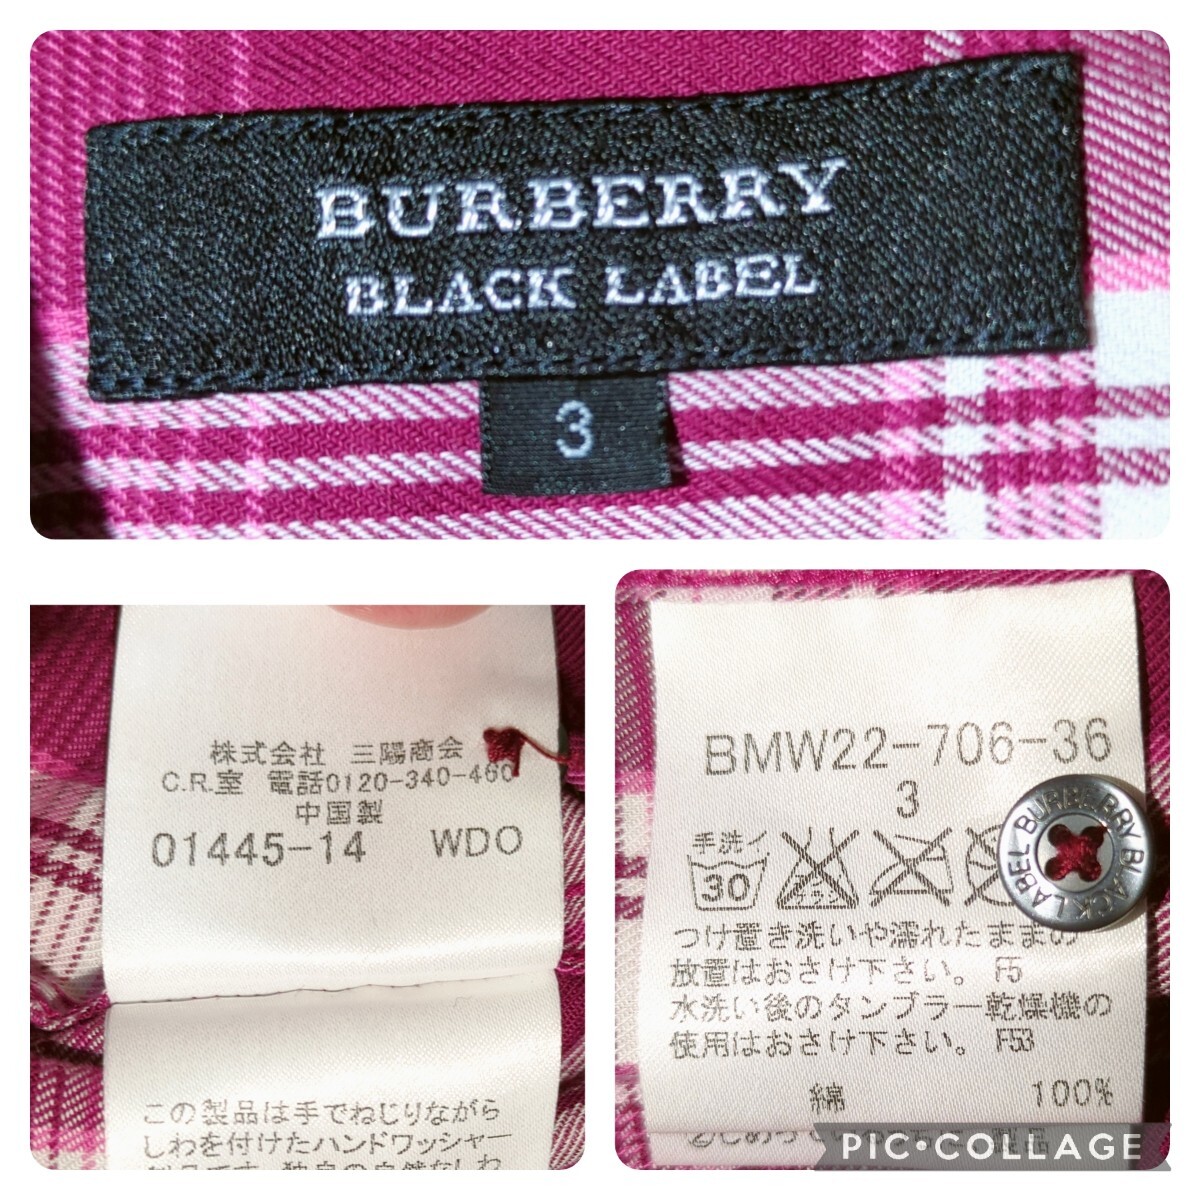 BURBERRY
BLACK LABEL
3
株式会社 三陽商会
C.R.室 電話0120-340-460
中国製
01445-14 WDO
この製品は手でねじりながら
しわを付けたハンドワッシャー
BMW22-706-36
3
手洗イ
30
BURBERRY BLACK LABEL
つけ置き洗いや濡れたままの
放置はおさけ下さい。 F5
水洗い後のタンブラー乾燥機の
使用はおさけ下さい。 F53
綿 100%
PIC•COLLAGE